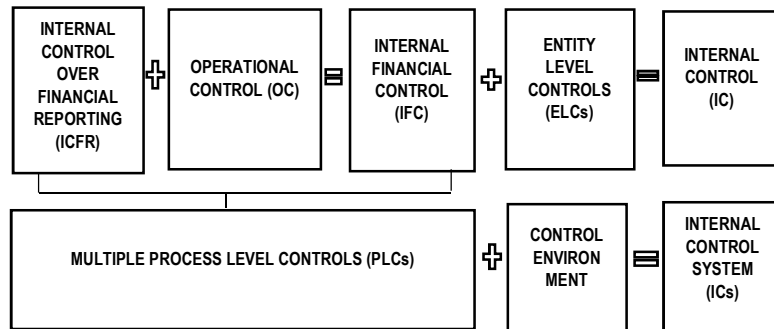 INTERNAL
CONTROL
OVER
FINANCIAL
REPORTING
(ICFR)
OPERATIONAL
CONTROL (OC)
INTERNAL
FINANCIAL
CONTROL
(IFC)
ENTITY
LEVEL
CONTROLS
(ELCs)
INTERNAL
CONTROL
(IC)
MULTIPLE PROCESS LEVEL CONTROLS (PLCs)
CONTROL
ENVIRON
MENT
INTERNAL
CONTROL
SYSTEM
(ICs)